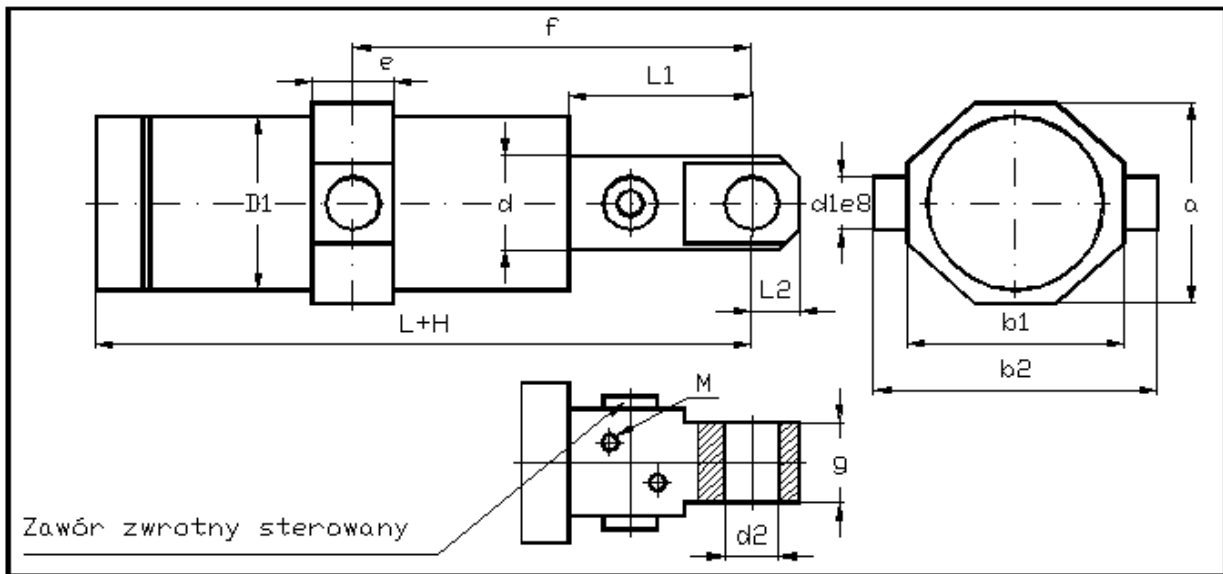 f
e
L1
D1
d
d1e8
a
L2
L+H
b1
b2
M
g
Zawór zwrotny sterowany
d2